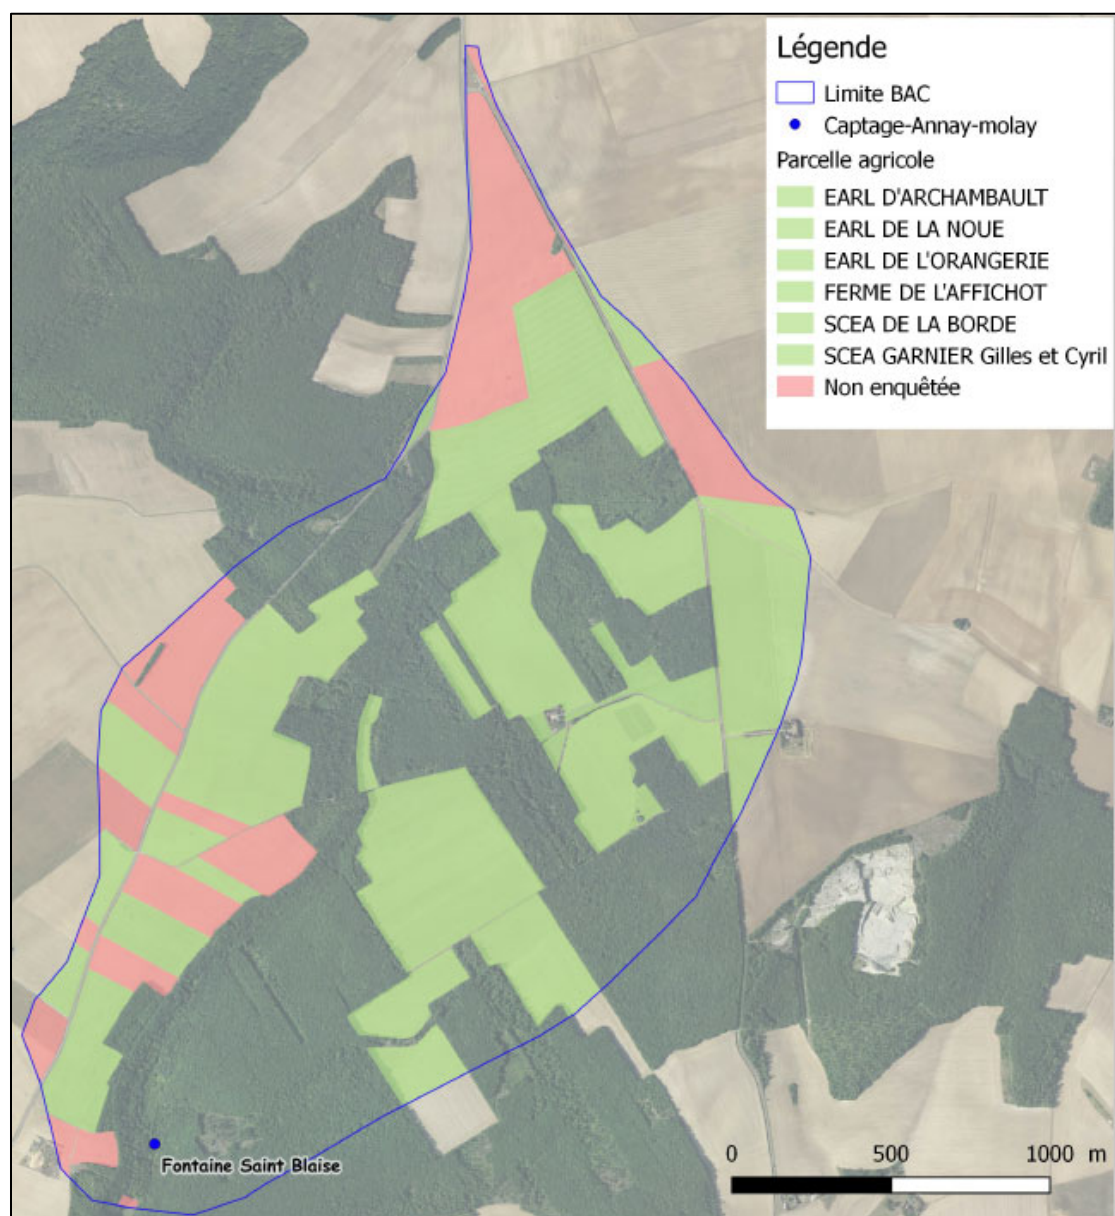 Légende
Limite BAC
Captage-Annay-molay
Parcelle agricole
EARL D'ARCHAMBAULT
EARL DE LA NOUE
EARL DE L'ORANGERIE
FERME DE L'AFFICHOT
SCEA DE LA BORDE
SCEA GARNIER Gilles et Cyril
Non enquêtée
Fontaine Saint Blaise
0 500 1000 m